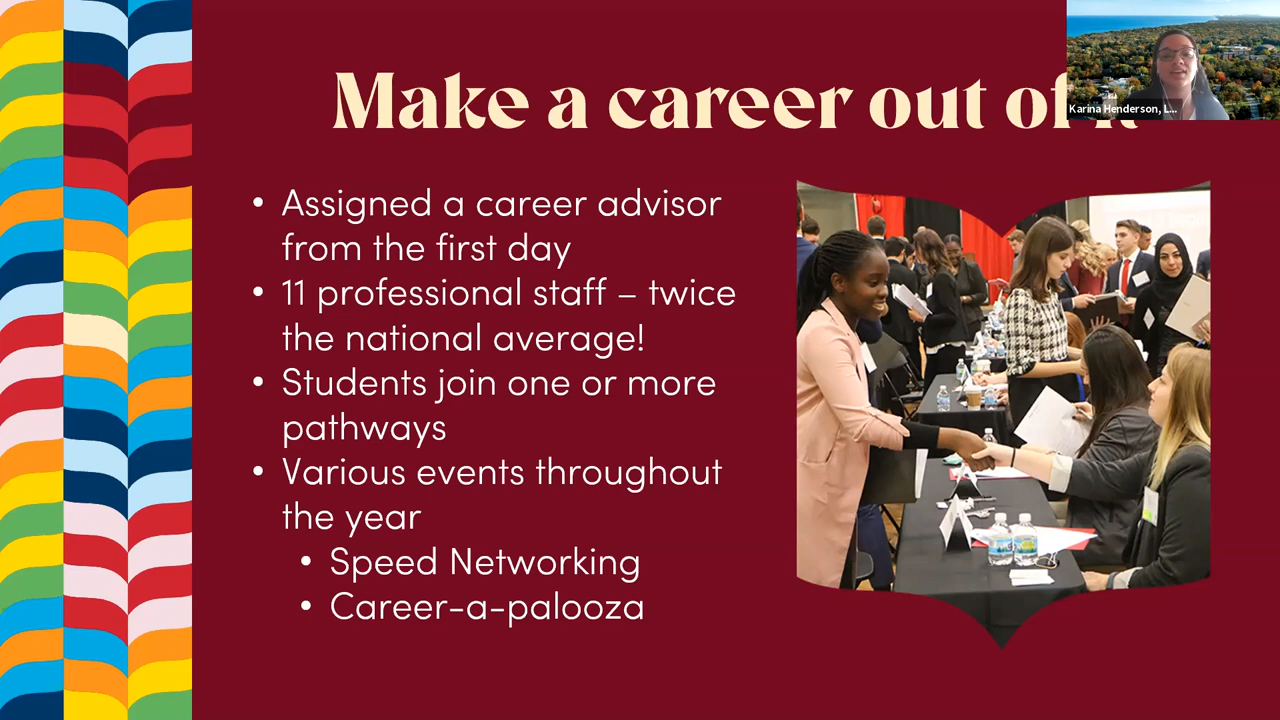 Make a career out of it
Karina Henderson, L...
• Assigned a career advisor
from the first day
• 11 professional staff – twice
the national average!
• Students join one or more
pathways
• Various events throughout
the year
• Speed Networking
• Career-a-palooza